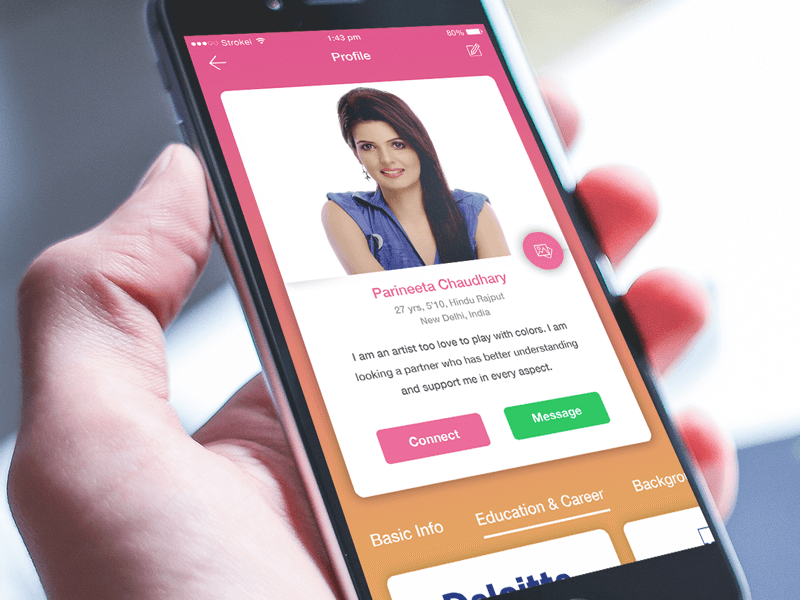 Strokel 1:43 pm 80%
Profile
Parineeta Chaudhary
27 yrs, 5'10, Hindu Rajput
New Delhi, India
I am an artist too love to play with colors. I am
looking a partner who has better understanding
and support me in every aspect.
Connect Message
Basic Info Education & Career Backgro
Deloitte